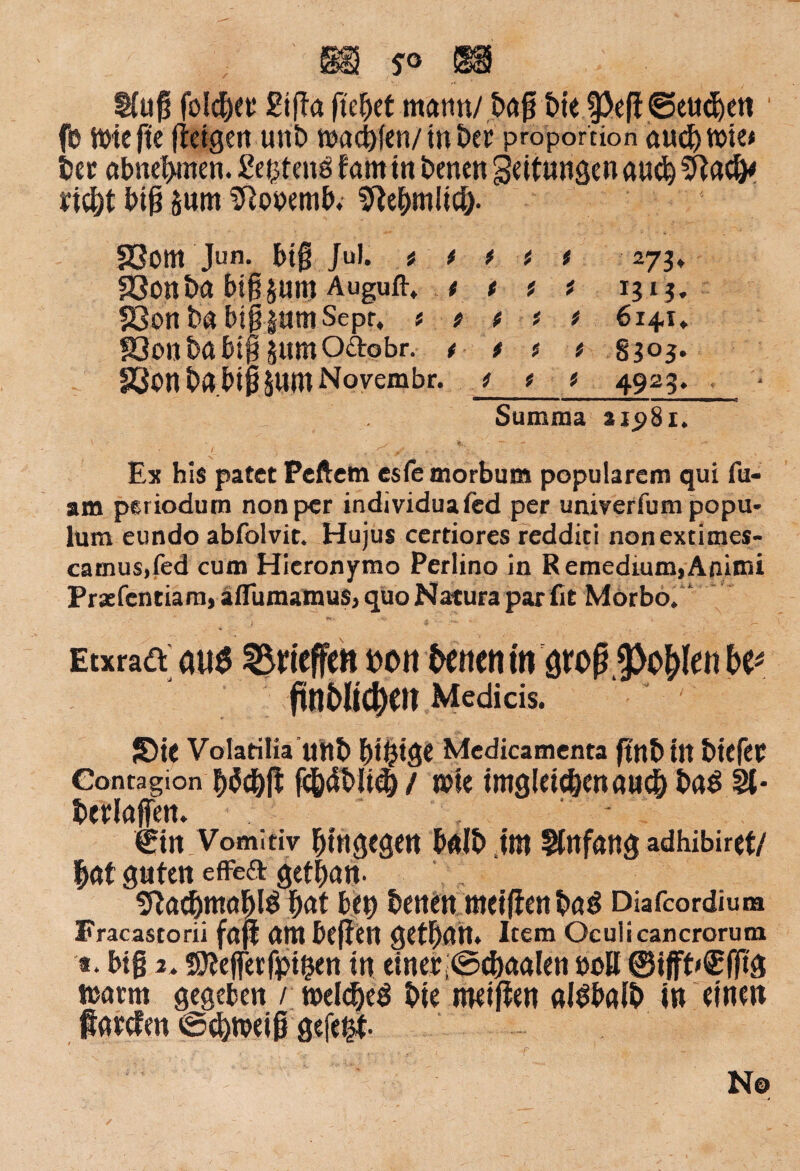 50
Auß solcher Lista siehet mann/ daß die Pest Seuchen
so wie sie steigen und wachsen/ in der proportion auch wie⸗
der abnehmen. Letztens kam in denen Zeitungen auch Nach⸗
richt biß zum Novemb. Nehmlich.
Vom Jun. biß Jul. ⸗ ⸗ ⸗ ⸗ ⸗ 273.
Von da biß zum August. ⸗ ⸗ ⸗ ⸗ 1313.
Von da biß zum Sept. ⸗ ⸗ ⸗ ⸗ ⸗ 6141.
Von da biß zum Octobr. ⸗ ⸗ ⸗ ⸗ 8303.
Von da biß zum Novembr. ⸗ ⸗ ⸗ 4923.
Summa 21981.
Ex his patet Pestem esse morbum popularem qui su-
am periodum non per individua sed per universum popu-
lum eundo absolvit. Hujus certiores redditi non extimes-
camus, sed cum Hieronymo Perlino in Remedium, Animi
Præsentiam, assumamus, quo Natura par sit Morbo.
Etxract auß Brieffen von denen in groß Pohlen be⸗
findlichen Medicis.
Die Volatilia und hitzige Medicamenta sind in dieser
Contagion höchst schädlich / wie imgleichen auch das A-
derlassen.
Ein Vomitiv hingegen bald im Anfang adhibiret/
hat guten effect gethan.
Nachmahls hat bey denen meisten das Diascordium
Fracastorii fast am besten gethan. Item Oculi cancrorum
1. biß 2. Messerspitzen in einer Schaalen voll Gifft⸗Essig
warm gegeben / welches die meisten alsbald in einen
starcken Schweiß gesetzt.
No